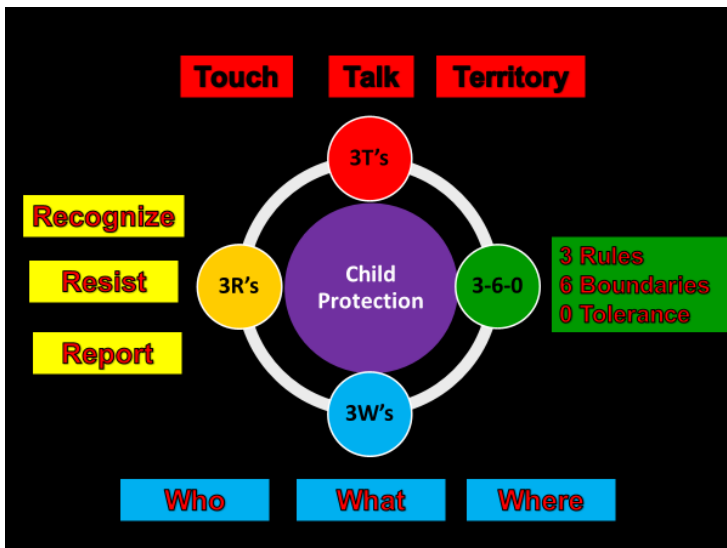 Touch
Talk
Territory
3T's
Recognize
Resist
Report
3R's
Child
Protection
3-6-0
3 Rules
6 Boundaries
0 Tolerance
3W's
Who
What
Where